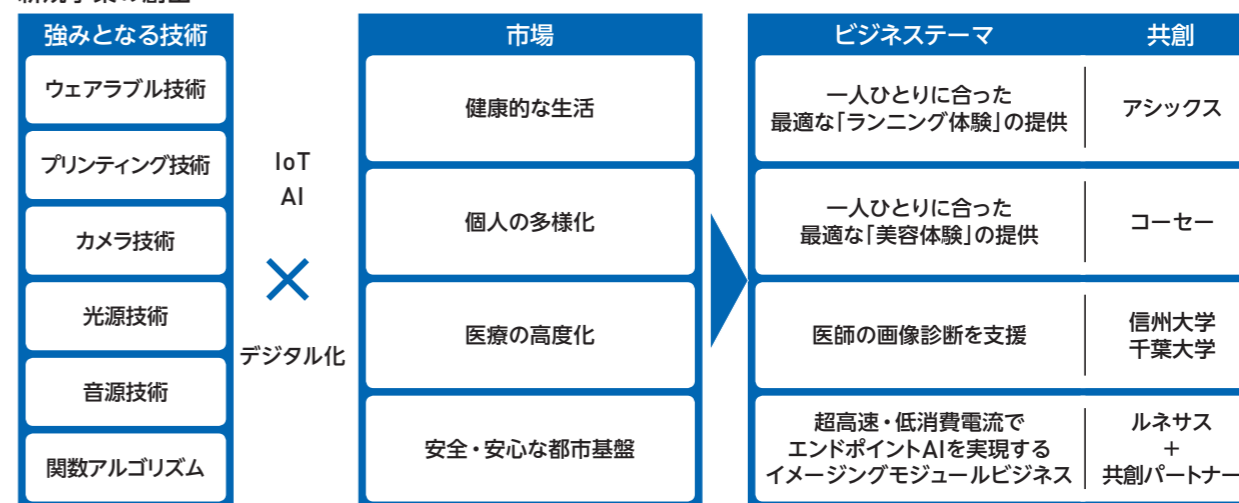 強みとなる技術
ウェアラブル技術
プリンティング技術
カメラ技術
光源技術
音源技術
関数アルゴリズム
IoT
AI
×
デジタル化
市場
健康的な生活
個人の多様化
医療の高度化
安全・安心な都市基盤
ビジネステーマ
共創
一人ひとりに合った
最適な「ランニング体験」の提供
アシックス
一人ひとりに合った
最適な「美容体験」の提供
コーセー
医師の画像診断を支援
信州大学
千葉大学
超高速・低消費電流で
エンドポイントAIを実現する
イメージングモジュールビジネス
ルネサス
+
共創パートナー